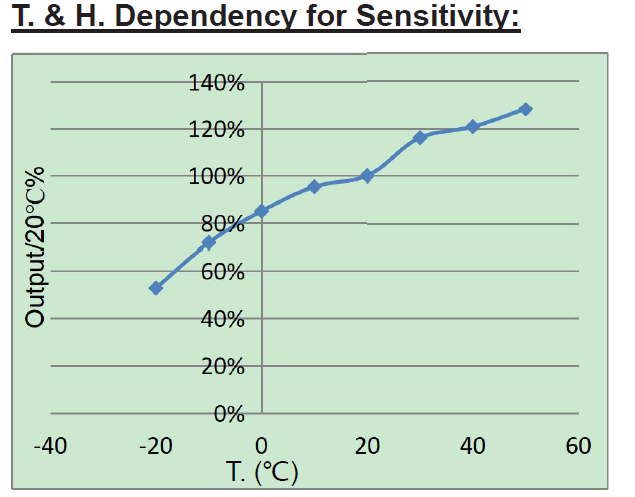 T. & H. Dependency for Sensitivity:
140%
120%
100%
80%
60%
40%
20%
0%
Output/20℃%
-40 -20 0 20 40 60
T. (℃)